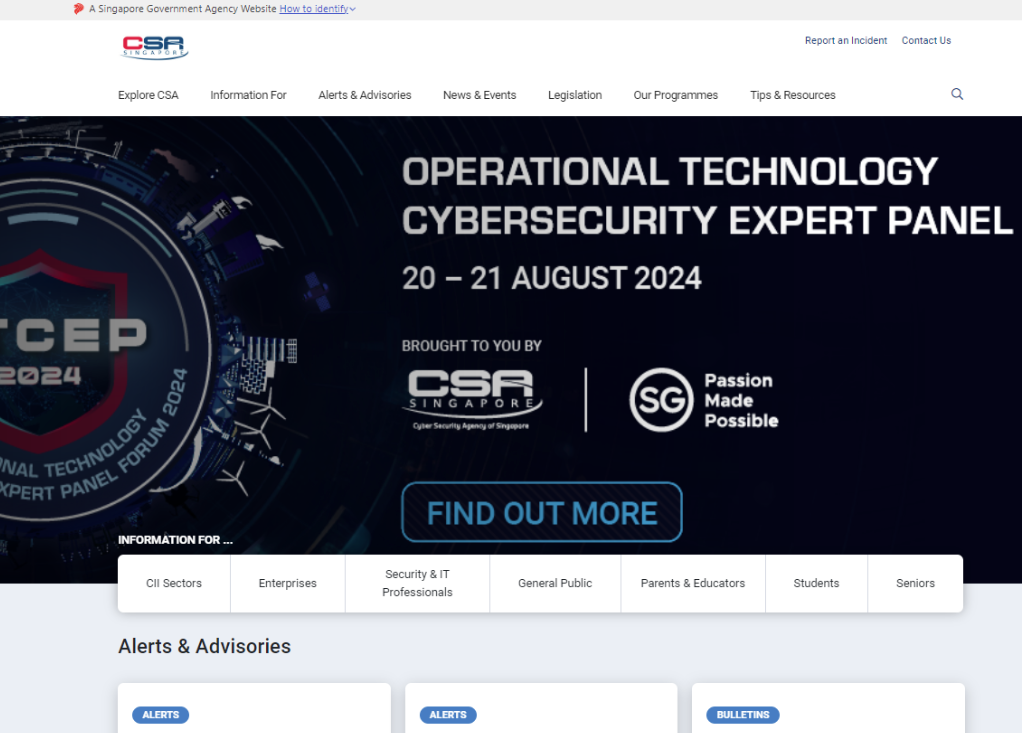 A Singapore Government Agency Website How to identify
CSA
SINGAPORE
Report an Incident Contact Us
Explore CSA Information For Alerts & Advisories News & Events Legislation Our Programmes Tips & Resources
OPERATIONAL TECHNOLOGY
CYBERSECURITY EXPERT PANEL
20 – 21 AUGUST 2024
TCEP
2024
NAL TECHNOLOGY
EXPERT PANEL FORUM 2024
BROUGHT TO YOU BY
CSA
SINGAPORE
Cyber Security Agency of Singapore
SG
Passion
Made
Possible
FIND OUT MORE
INFORMATION FOR ...
CII Sectors
Enterprises
Security & IT
Professionals
General Public
Parents & Educators
Students
Seniors
Alerts & Advisories
ALERTS
ALERTS
BULLETINS